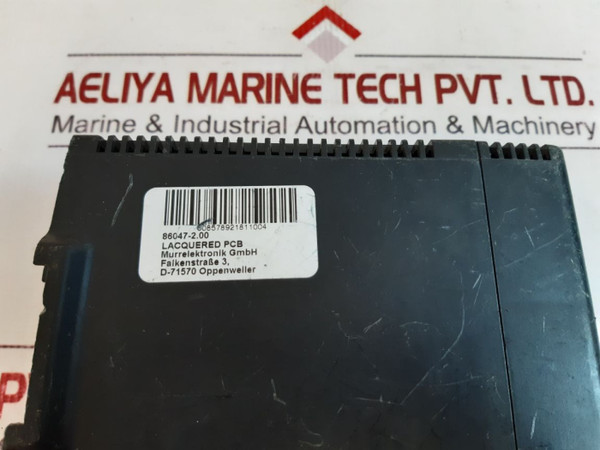 AELIYA MARINE TECH PVT. LTD.
Marine & Industrial Automation & Machinery
608578921811004
86047-2.00
LACQUERED PCB
Murrelektronik GmbH
Falkenstraße 3,
D-71570 Oppenweiler